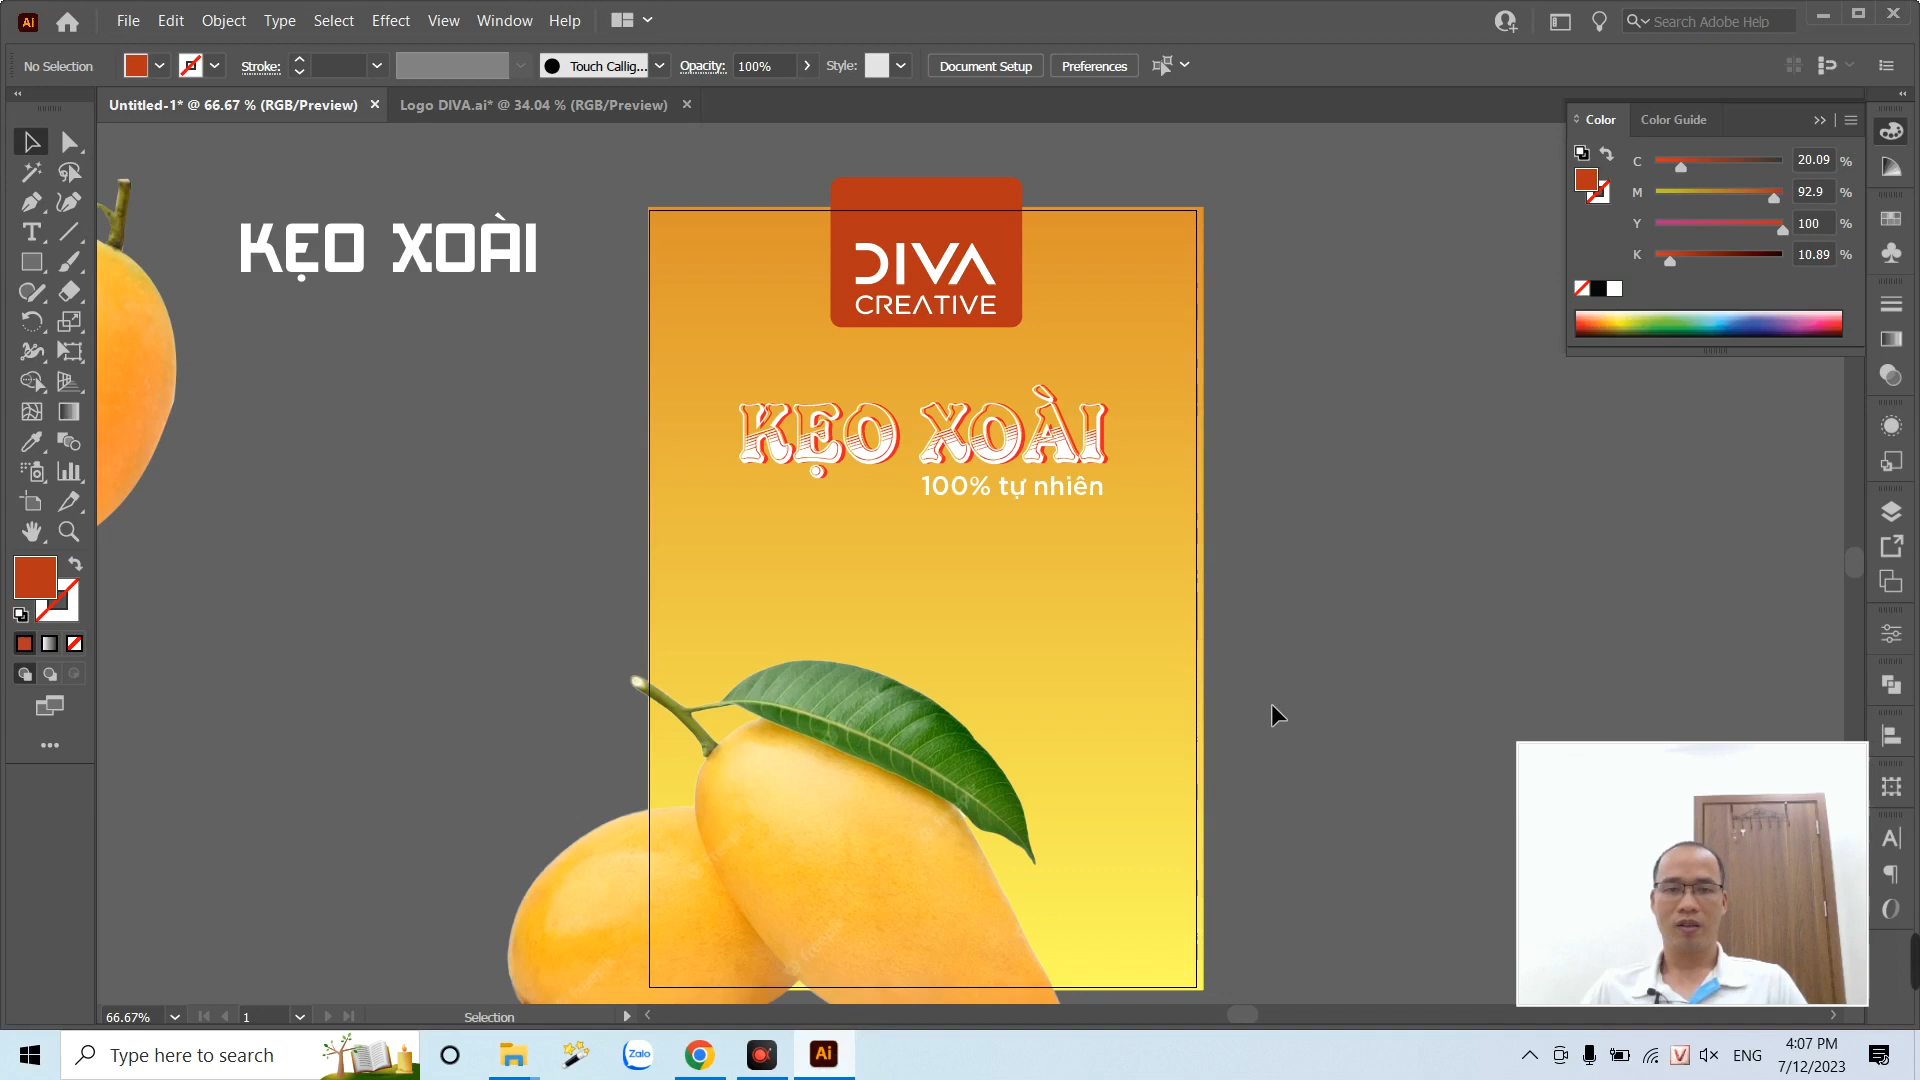 File Edit Object Type Select Effect View Window Help
Search Adobe Help
No Selection
Stroke:
Touch Callig...
Opacity: 100%
Style:
Document Setup
Preferences
Untitled-1* @ 66.67 % (RGB/Preview)
Logo DIVA.ai* @ 34.04 % (RGB/Preview)
Color
Color Guide
C 20.09 %
M 92.9 %
Y 100 %
K 10.89 %
KẸO XOÀI
DIVA
CREATIVE
KẸO XOÀI
100% tự nhiên
66.67%
1
Selection
Type here to search
Zalo
Ai
ENG
4:07 PM
7/12/2023